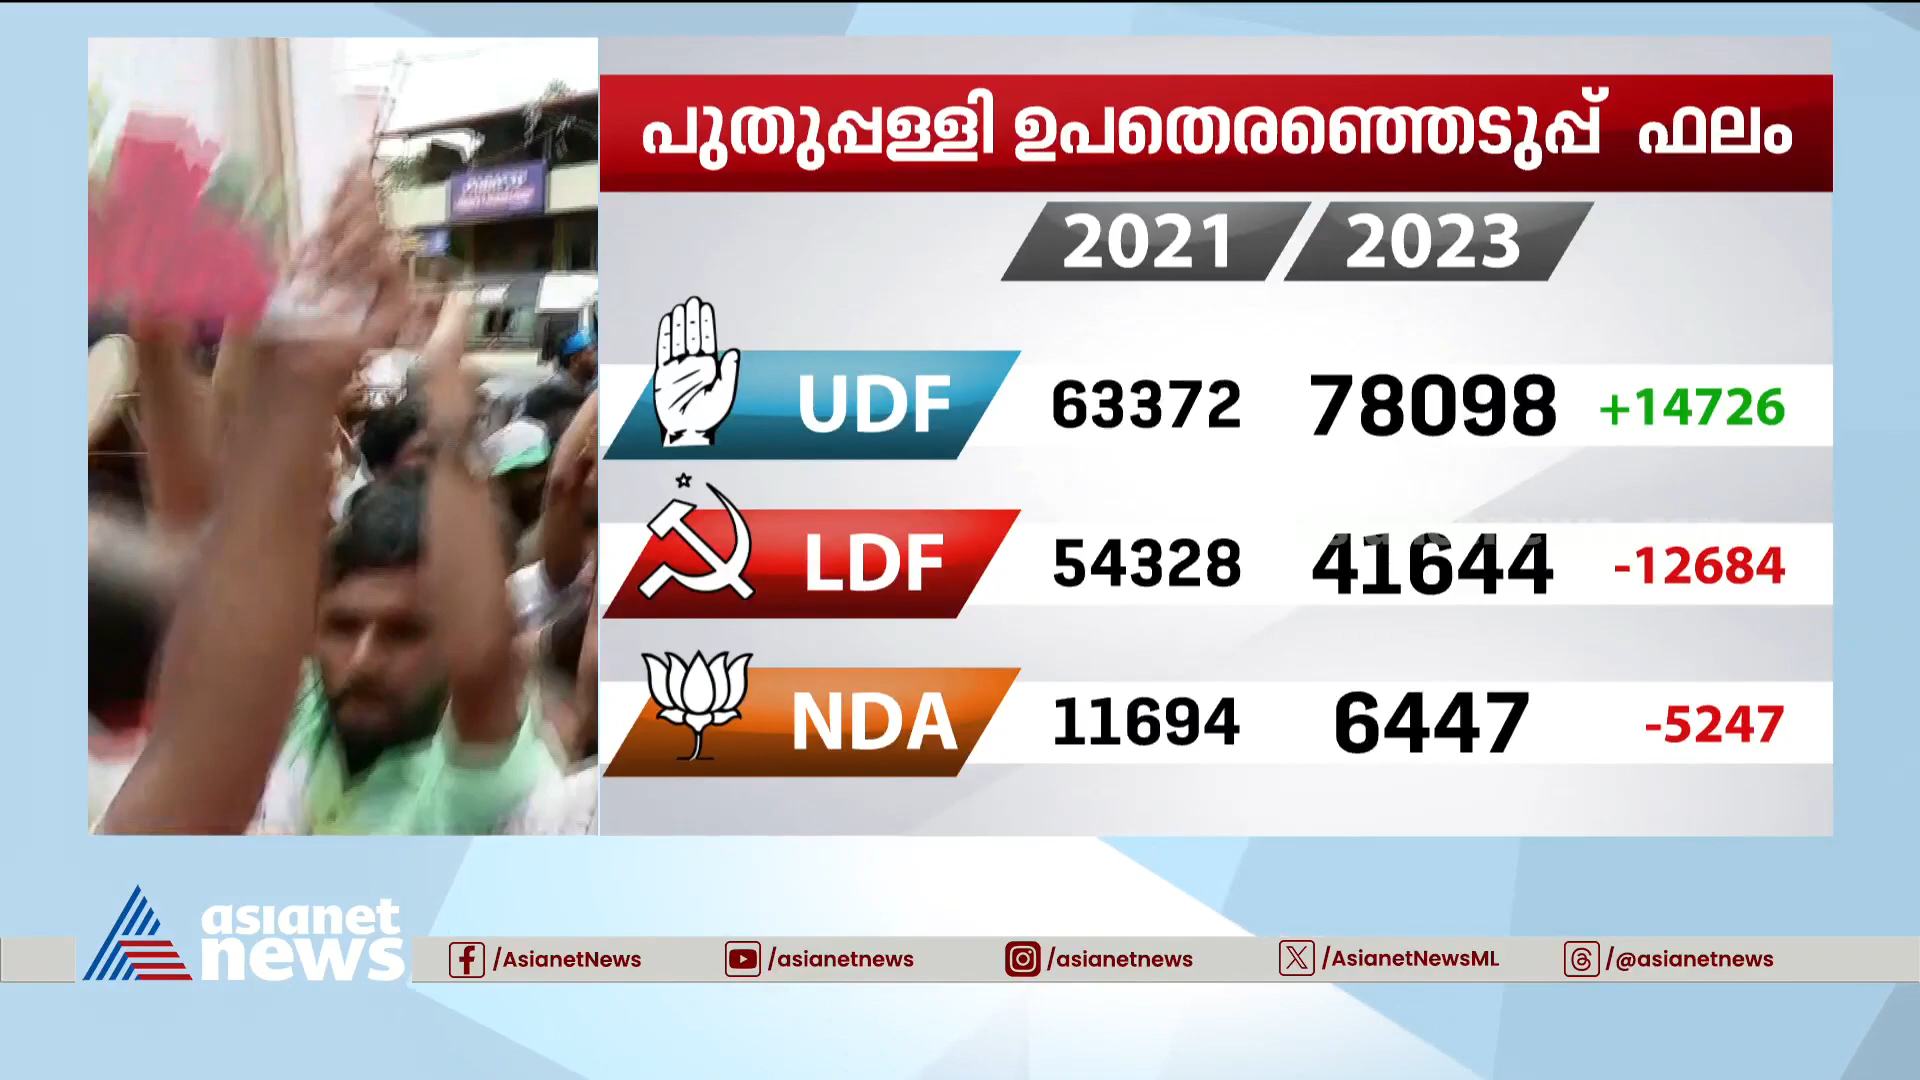 പുതുപ്പള്ളി ഉപതെരഞ്ഞെടുപ്പ് ഫലം
2021 2023
UDF 63372 78098 +14726
LDF 54328 41644 -12684
NDA 11694 6447 -5247
asianet
news
/AsianetNews /asianetnews /asianetnews /AsianetNewsML /@asianetnews